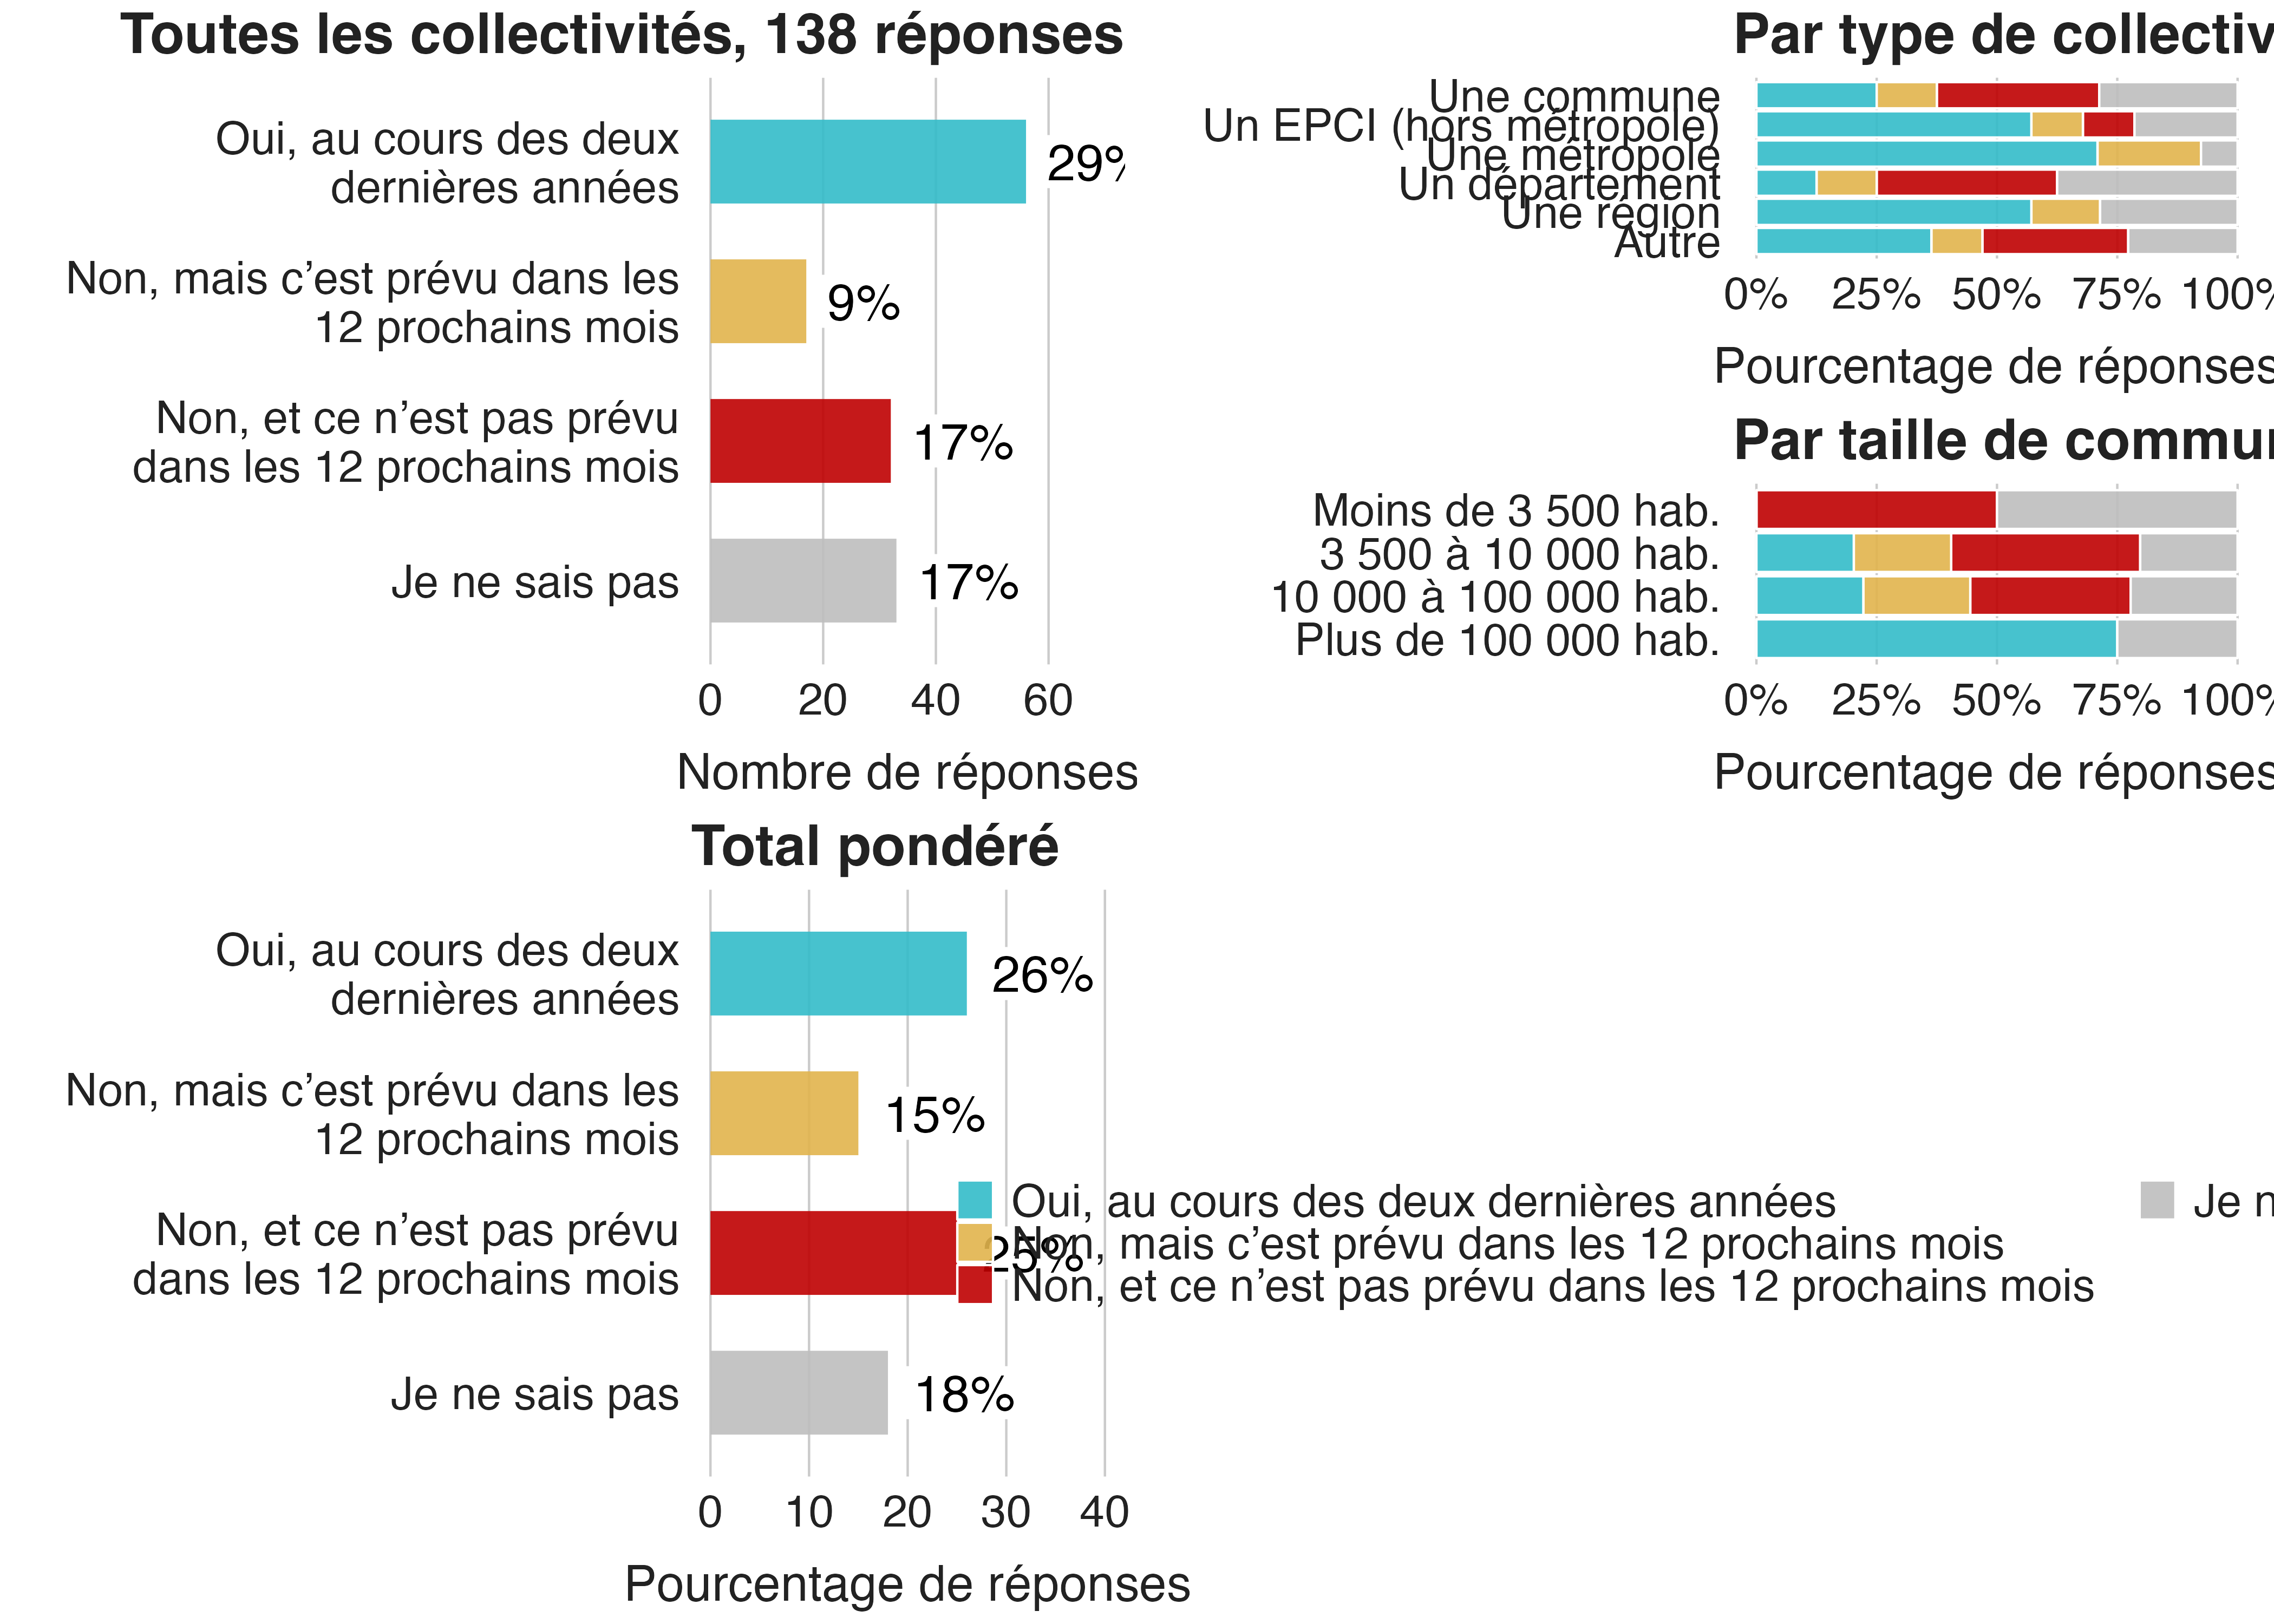 Toutes les collectivités, 138 réponses
Oui, au cours des deux
dernières années
29%
Non, mais c’est prévu dans les
12 prochains mois
9%
Non, et ce n’est pas prévu
dans les 12 prochains mois
17%
Je ne sais pas
17%
0 20 40 60
Nombre de réponses
Par type de collectiv
Une commune
Un EPCI (hors métropole)
Une métropole
Un département
Une région
Autre
0% 25% 50% 75% 100%
Pourcentage de réponses
Par taille de commu
Moins de 3 500 hab.
3 500 à 10 000 hab.
10 000 à 100 000 hab.
Plus de 100 000 hab.
0% 25% 50% 75% 100%
Pourcentage de réponses
Total pondéré
Oui, au cours des deux
dernières années
26%
Non, mais c’est prévu dans les
12 prochains mois
15%
Non, et ce n’est pas prévu
dans les 12 prochains mois
25%
Je ne sais pas
18%
0 10 20 30 40
Pourcentage de réponses
Oui, au cours des deux dernières années
Non, mais c’est prévu dans les 12 prochains mois
Non, et ce n’est pas prévu dans les 12 prochains mois
Je n